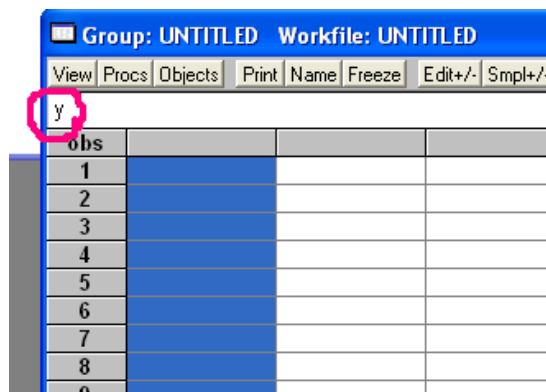 Group: UNTITLED Workfile: UNTITLED
View Procs Objects Print Name Freeze Edit+/- Smpl+/-
y
obs
1
2
3
4
5
6
7
8